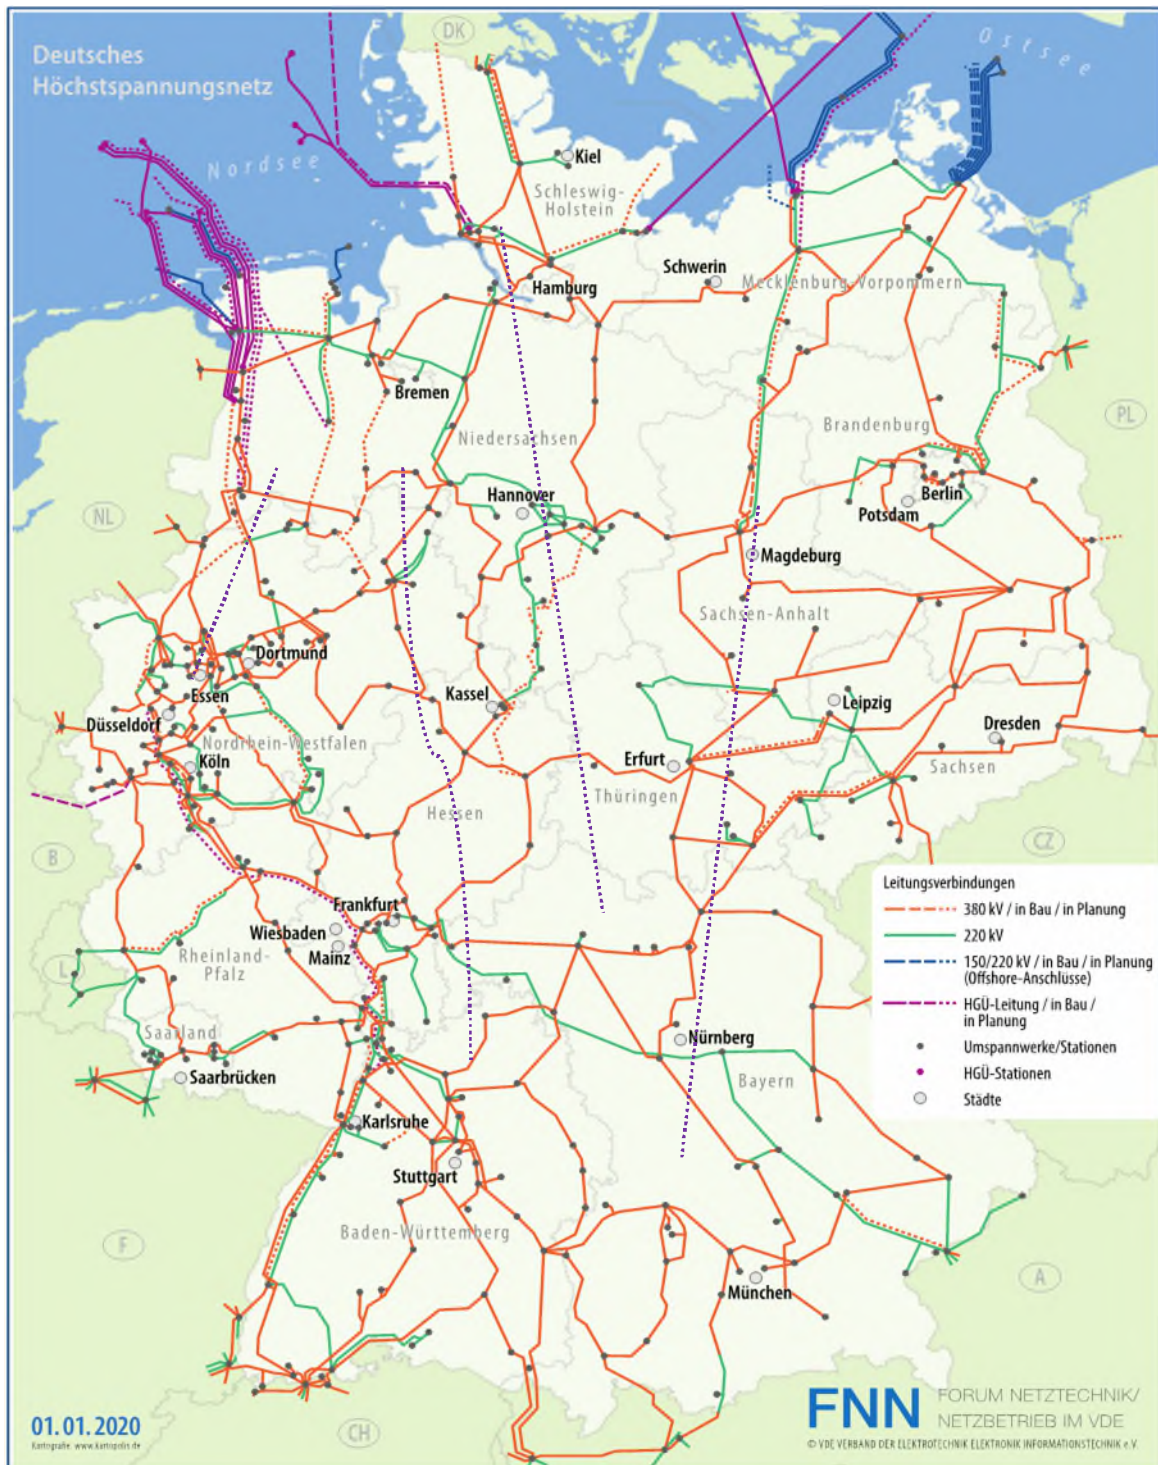 Deutsches
Höchstspannungsnetz
DK
Ostsee
Nordsee
Kiel
Schleswig-
Holstein
Schwerin
Mecklenburg-Vorpommern
Hamburg
Bremen
Niedersachsen
Brandenburg
PL
Hannover
Berlin
Potsdam
NL
Magdeburg
Sachsen-Anhalt
Dortmund
Essen
Kassel
Leipzig
Düsseldorf
Nordrhein-Westfalen
Dresden
Köln
Erfurt
Sachsen
Thüringen
Hessen
CZ
B
Frankfurt
Wiesbaden
Mainz
Rheinland-
Pfalz
L
Saarland
Saarbrücken
Nürnberg
Bayern
Karlsruhe
Stuttgart
Baden-Württemberg
F
A
München
CH
Leitungsverbindungen
380 kV / in Bau / in Planung
220 kV
150/220 kV / in Bau / in Planung
(Offshore-Anschlüsse)
HGÜ-Leitung / in Bau /
in Planung
Umspannwerke/Stationen
HGÜ-Stationen
Städte
01.01.2020
Kartografie: www.Kartopolis.de
FNN FORUM NETZTECHNIK/
NETZBETRIEB IM VDE
© VDE VERBAND DER ELEKTROTECHNIK ELEKTRONIK INFORMATIONSTECHNIK e.V.